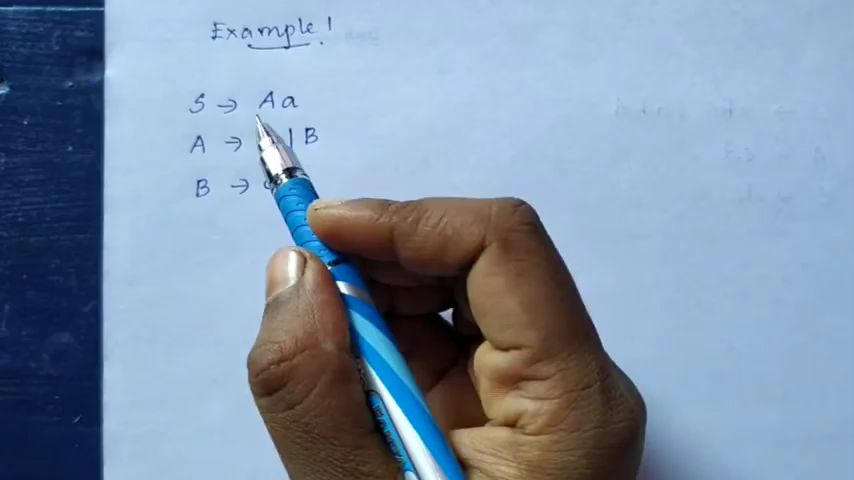 Example!
S → Aa
A → | B
B →